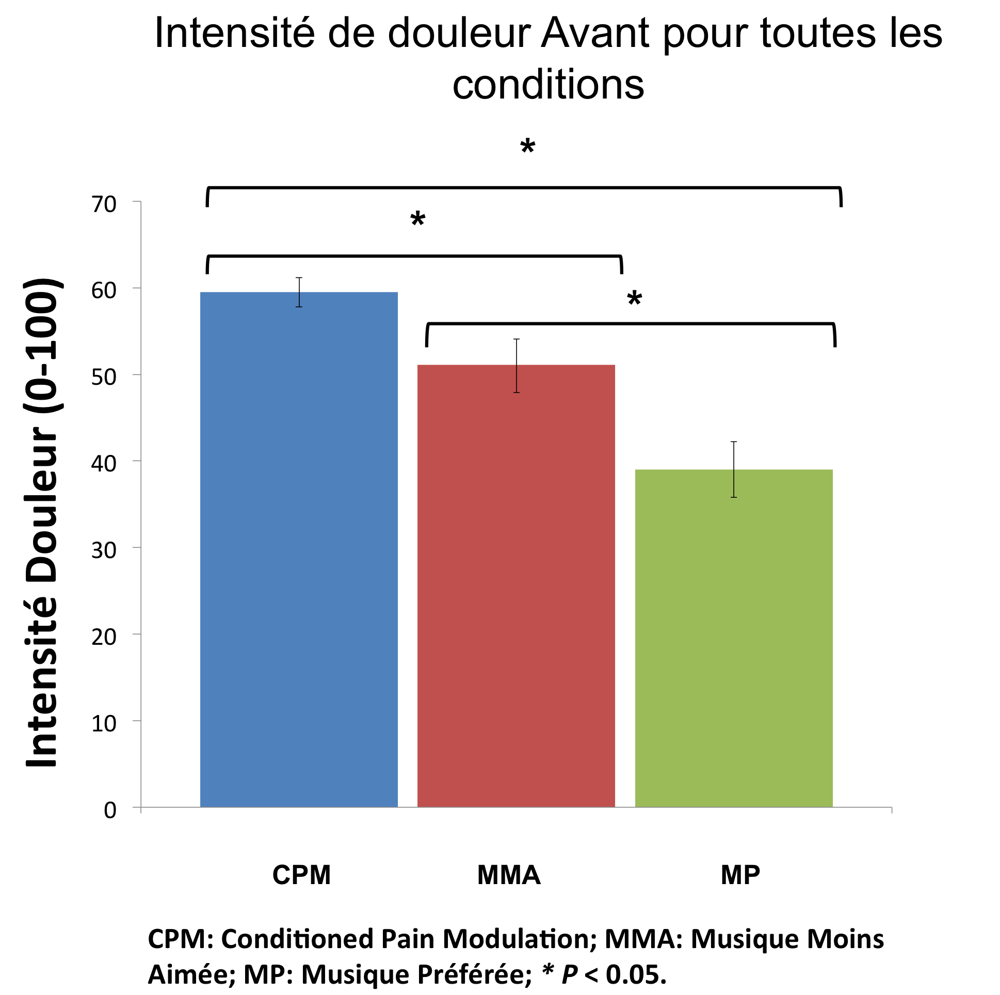 Intensité de douleur Avant pour toutes les
conditions
*
*
*
70
60
50
40
30
20
10
0
Intensité Douleur (0-100)
CPM
MMA
MP
CPM: Conditioned Pain Modulation; MMA: Musique Moins
Aimée; MP: Musique Préférée; * P < 0.05.